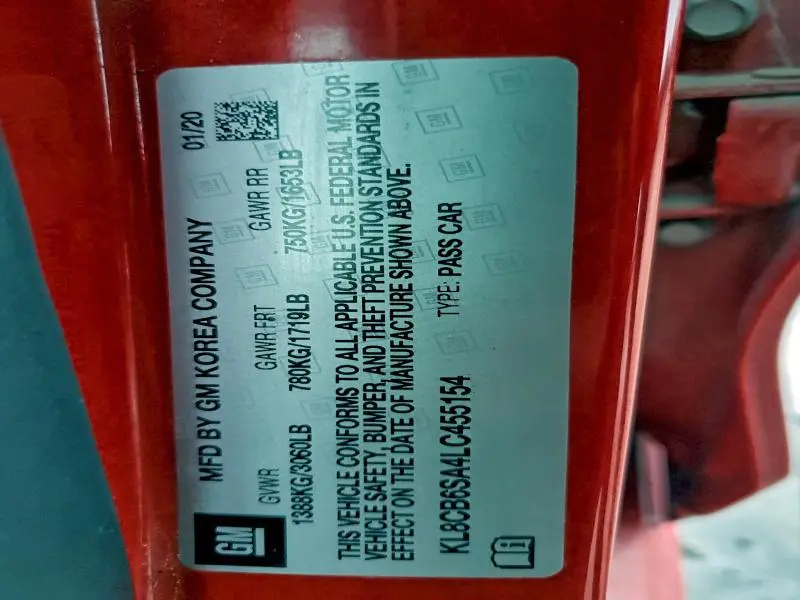 GM
MFD BY GM KOREA COMPANY 01/20
GVWR GAWR FRT GAWR RR
1388KG/3060LB 780KG/1719LB 750KG/1653LB
THIS VEHICLE CONFORMS TO ALL APPLICABLE U.S. FEDERAL MOTOR
VEHICLE SAFETY, BUMPER, AND THEFT PREVENTION STANDARDS IN
EFFECT ON THE DATE OF MANUFACTURE SHOWN ABOVE.
KL8CB6SA4LC455154 TYPE: PASS CAR